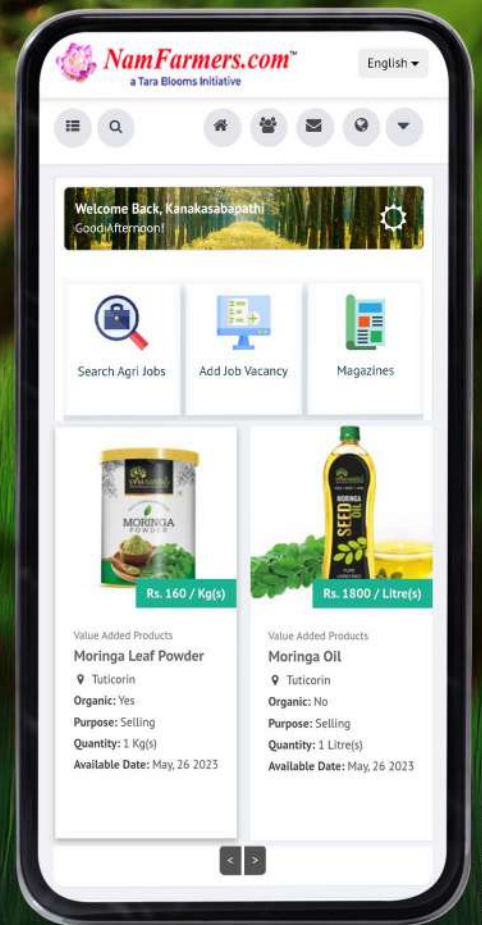 NamFarmers.com™
a Tara Blooms Initiative
English
Welcome Back, Kanakasabapathi
Good Afternoon!
Search Agri Jobs
Add Job Vacancy
Magazines
MORINGA
POWDER
MORINGA
SEED
OIL
Rs. 160 / Kg(s)
Rs. 1800 / Litre(s)
Value Added Products
Moringa Leaf Powder
Tuticorin
Organic: Yes
Purpose: Selling
Quantity: 1 Kg(s)
Available Date: May, 26 2023
Value Added Products
Moringa Oil
Tuticorin
Organic: No
Purpose: Selling
Quantity: 1 Litre(s)
Available Date: May, 26 2023
< >